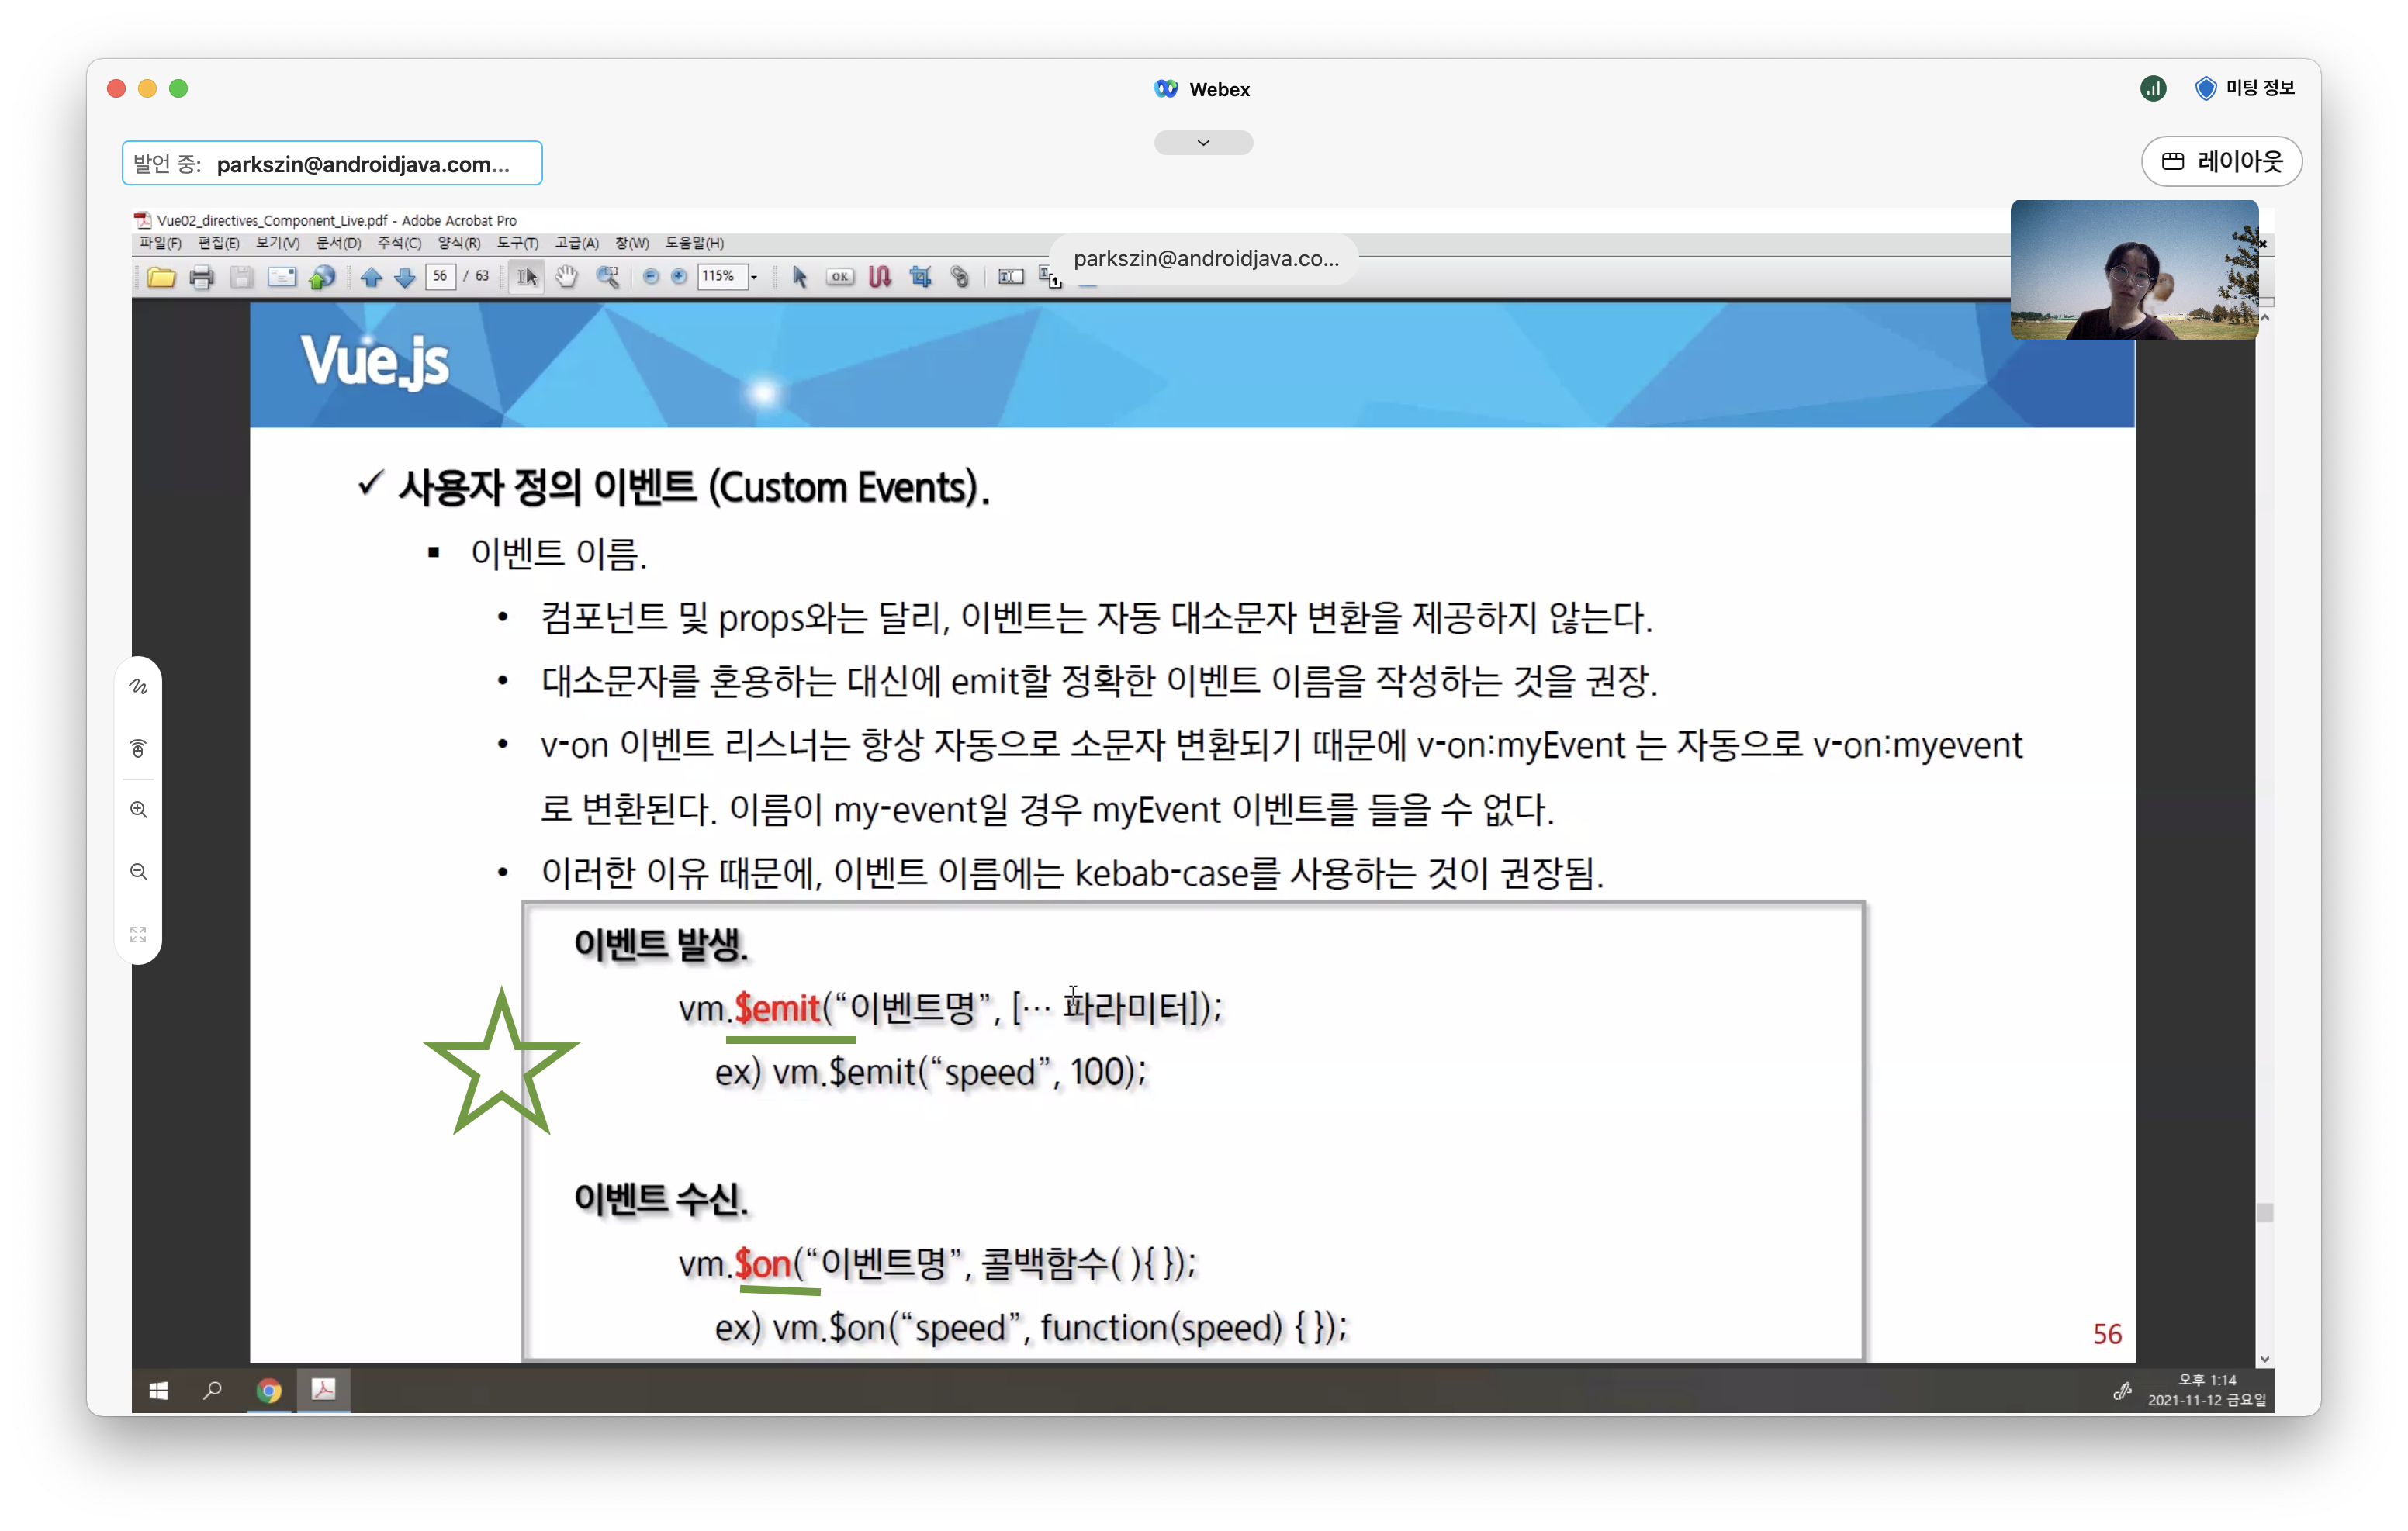 Webex
미팅 정보
발언 중: parkszin@androidjava.com...
레이아웃
Vue02_directives_Component_Live.pdf - Adobe Acrobat Pro
파일(F) 편집(E) 보기(V) 문서(D) 주석(C) 양식(R) 도구(T) 고급(A) 창(W) 도움말(H)
parkszin@androidjava.co...
56 / 63 115% OK
Vue.js
✓ 사용자 정의 이벤트 (Custom Events).
▪ 이벤트 이름.
• 컴포넌트 및 props와는 달리, 이벤트는 자동 대소문자 변환을 제공하지 않는다.
• 대소문자를 혼용하는 대신에 emit할 정확한 이벤트 이름을 작성하는 것을 권장.
• v-on 이벤트 리스너는 항상 자동으로 소문자 변환되기 때문에 v-on:myEvent 는 자동으로 v-on:myevent
로 변환된다. 이름이 my-event일 경우 myEvent 이벤트를 들을 수 없다.
• 이러한 이유 때문에, 이벤트 이름에는 kebab-case를 사용하는 것이 권장됨.
이벤트 발생.
vm.$emit(“이벤트명”, [… 파라미터]);
ex) vm.$emit(“speed”, 100);
이벤트 수신.
vm.$on(“이벤트명”, 콜백함수( ){ });
ex) vm.$on(“speed”, function(speed) { });
56
오후 1:14
2021-11-12 금요일